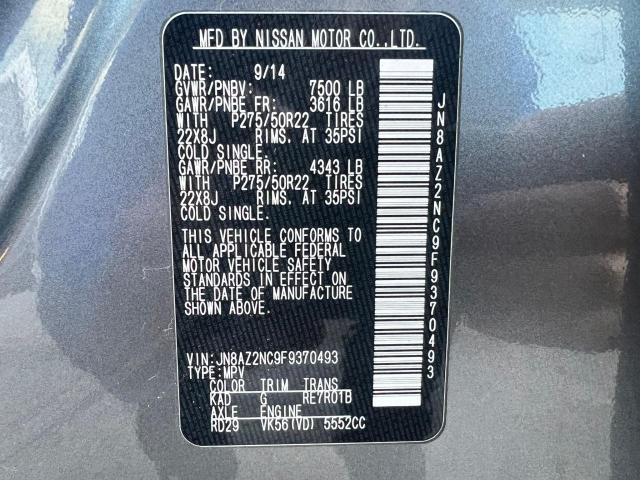 MFD BY NISSAN MOTOR CO.,LTD.
DATE: 9/14
GVWR/PNBV: 7500 LB
GAWR/PNBE FR: 3616 LB
WITH P275/50R22 TIRES
22X8J RIMS. AT 35PSI
COLD SINGLE.
GAWR/PNBE RR: 4343 LB
WITH P275/50R22 TIRES
22X8J RIMS. AT 35PSI
COLD SINGLE.
THIS VEHICLE CONFORMS TO
ALL APPLICABLE FEDERAL
MOTOR VEHICLE SAFETY
STANDARDS IN EFFECT ON
THE DATE OF MANUFACTURE
SHOWN ABOVE.
VIN:JN8AZ2NC9F9370493
TYPE:MPV
COLOR TRIM TRANS
KAD G RE7R01B
AXLE ENGINE
RD29 VK56(VD) 5552CC
JN8AZ2NC9F9370493